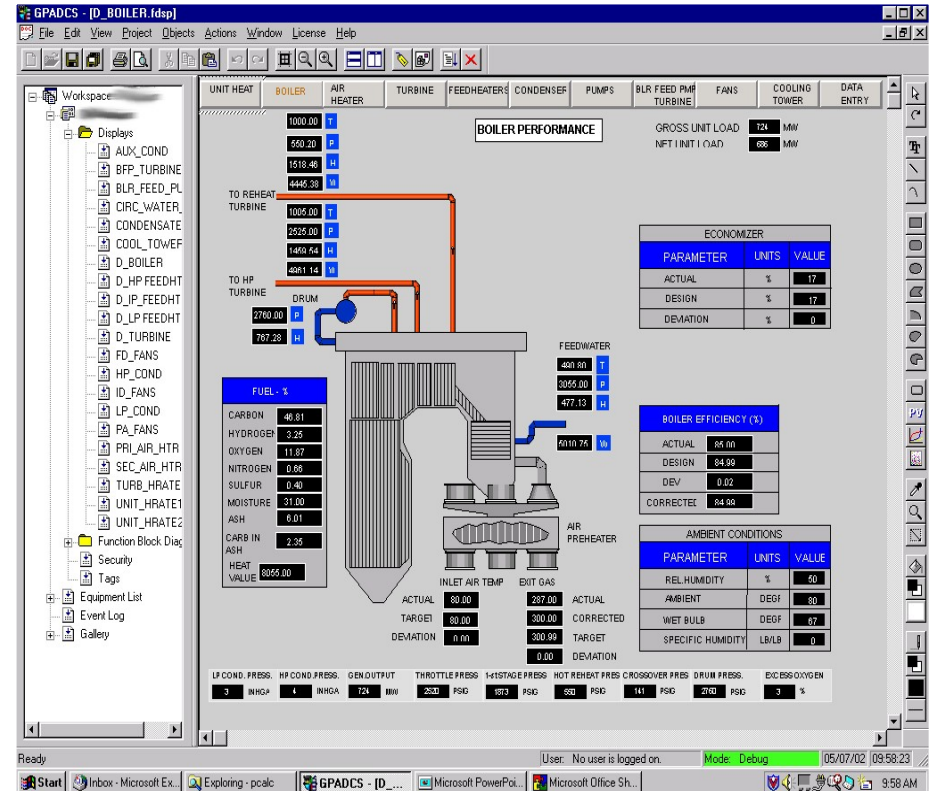 GPADCS - [D_BOILER.fdsp]
File Edit View Project Objects Actions Window License Help
Workspace
Displays
AUX_COND
BFP_TURBINE
BLR_FEED_PU
CIRC_WATER_
CONDENSATE
COOL_TOWER
D_BOILER
D_HP FEEDHT
D_IP_FEEDHT
D_LP FEEDHT
D_TURBINE
FD_FANS
HP_COND
ID_FANS
LP_COND
PA_FANS
PRI_AIR_HTR
SEC_AIR_HTR
TURB_HRATE
UNIT_HRATE1
UNIT_HRATE2
Function Block Diag
Security
Tags
Equipment List
Event Log
Gallery
UNIT HEAT BOILER AIR HEATER TURBINE FEEDHEATERS CONDENSER PUMPS BLR FEED PMP TURBINE FANS COOLING TOWER DATA ENTRY
BOILER PERFORMANCE
GROSS UNIT LOAD 724 MW
NET UNIT LOAD 686 MW
1000.00 T
550.20 P
1518.46 H
4445.38 W
TO REHEAT
TURBINE
1005.00 T
2525.00 P
1459.54 H
4961.14 W
TO HP
TURBINE
DRUM
2760.00 P
767.28 H
FEEDWATER
490.80 T
3055.00 P
477.13 H
5010.75 W
FUEL - %
CARBON 46.81
HYDROGEN 3.25
OXYGEN 11.87
NITROGEN 0.66
SULFUR 0.40
MOISTURE 31.00
ASH 6.01
CARB IN ASH 2.35
HEAT VALUE 8055.00
ECONOMIZER
PARAMETER UNITS VALUE
ACTUAL % 17
DESIGN % 17
DEVIATION % 0
BOILER EFFICIENCY (%)
ACTUAL 85.00
DESIGN 84.99
DEV 0.02
CORRECTED 84.99
AMBIENT CONDITIONS
PARAMETER UNITS VALUE
REL.HUMIDITY % 50
AMBIENT DEGF 80
WET BULB DEGF 67
SPECIFIC HUMIDITY LB/LB 0
AIR
PREHEATER
INLET AIR TEMP EXIT GAS
ACTUAL 80.00 287.00 ACTUAL
TARGET 80.00 300.00 CORRECTED
DEVIATION 0.00 300.99 TARGET
0.00 DEVIATION
LP COND. PRESS. HP COND.PRESS. GEN.OUTPUT THROTTLE PRESS 1-st STAGE PRESS HOT REHEAT PRES CROSSOVER PRES DRUM PRESS. EXCESS OXYGEN
3 INHGA 4 INHGA 724 MW 2520 PSIG 1873 PSIG 550 PSIG 141 PSIG 2760 PSIG 3 %
Ready
User: No user is logged on. Mode: Debug 05/07/02 09:58:23
Start Inbox - Microsoft Ex... Exploring - pcalc GPADCS - [D_... Microsoft PowerPoi... Microsoft Office Sh... 9:58 AM